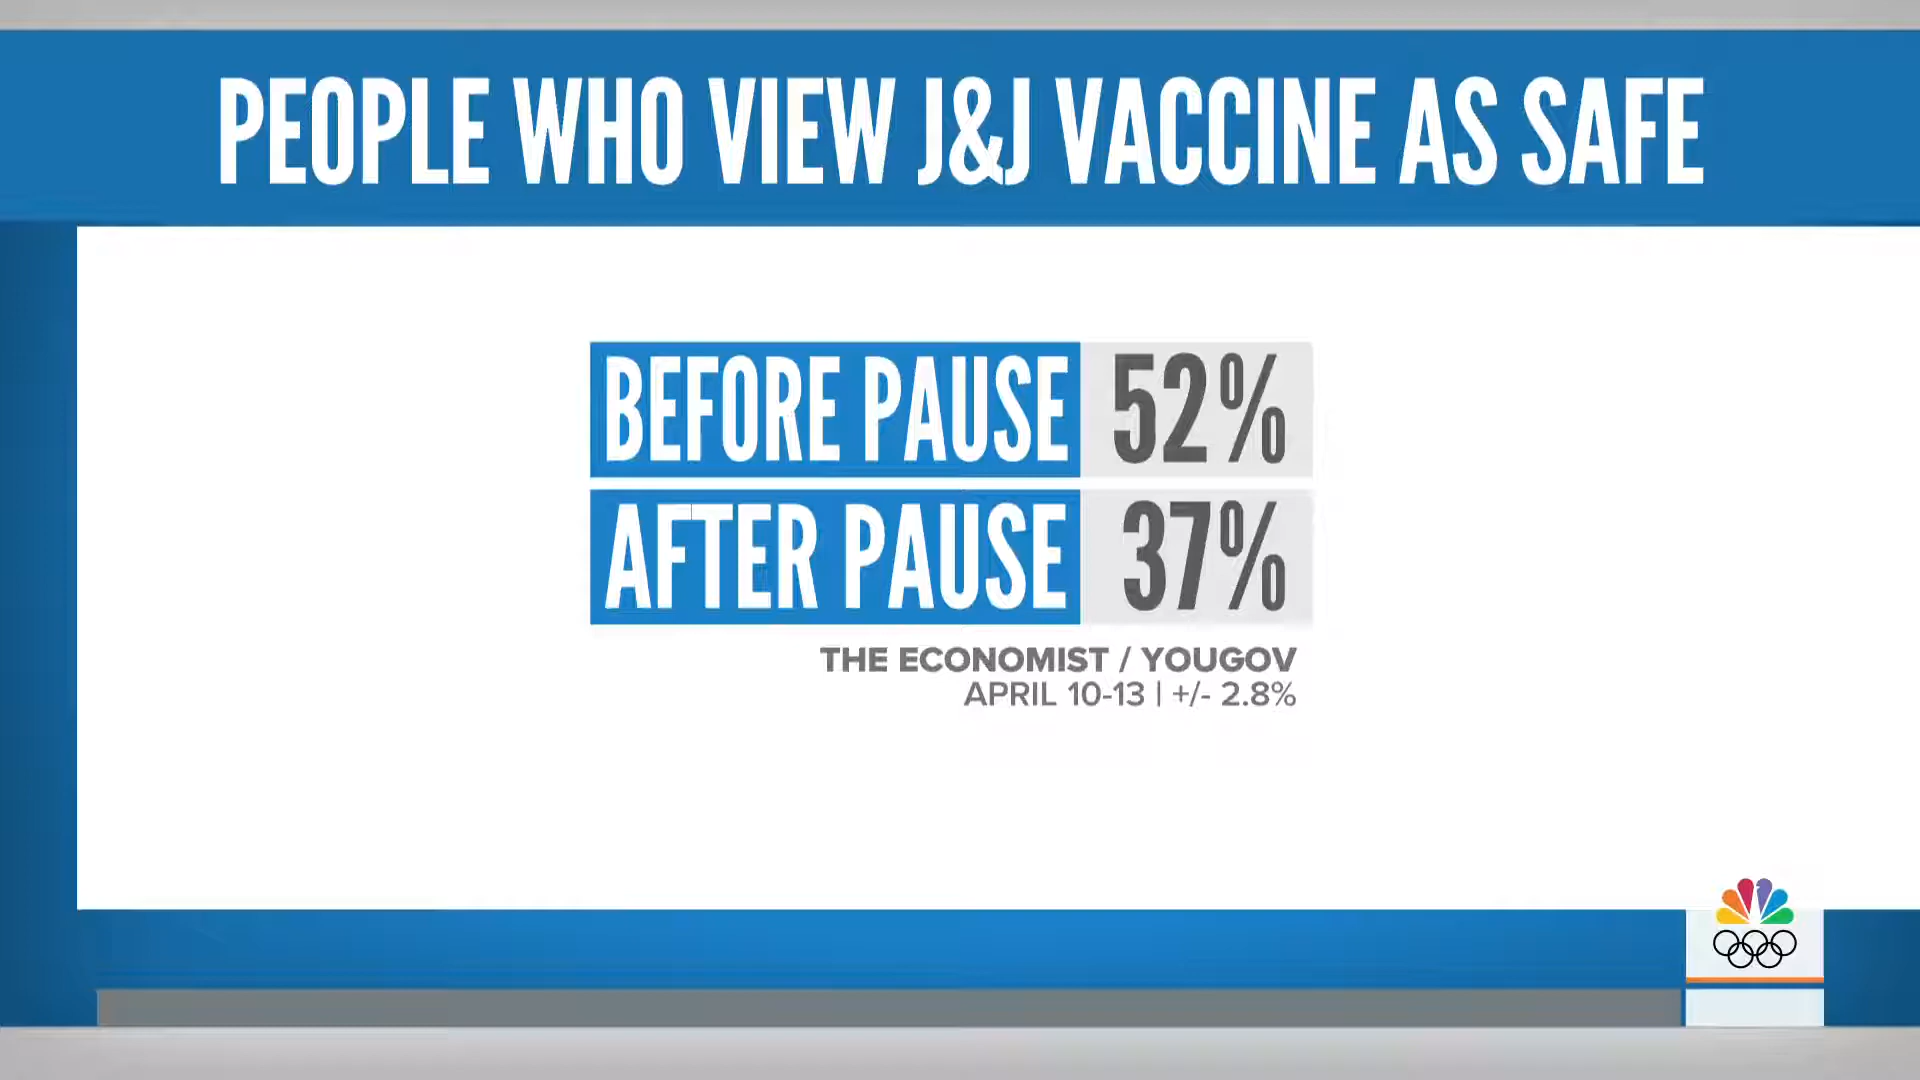 PEOPLE WHO VIEW J&J VACCINE AS SAFE
BEFORE PAUSE 52%
AFTER PAUSE 37%
THE ECONOMIST / YOUGOV
APRIL 10-13 | +/- 2.8%